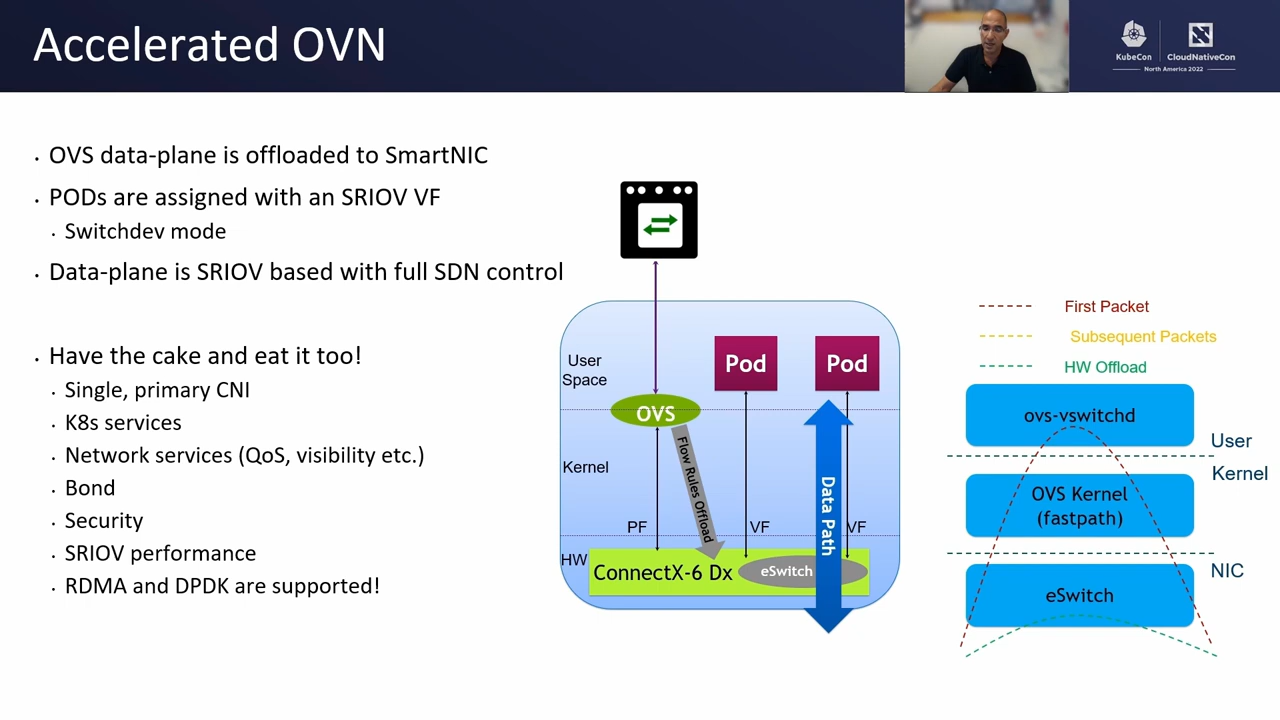 Accelerated OVN
KubeCon
CloudNativeCon
North America 2022
• OVS data-plane is offloaded to SmartNIC
• PODs are assigned with an SRIOV VF
• Switchdev mode
• Data-plane is SRIOV based with full SDN control
• Have the cake and eat it too!
• Single, primary CNI
• K8s services
• Network services (QoS, visibility etc.)
• Bond
• Security
• SRIOV performance
• RDMA and DPDK are supported!
User
Space
Pod
Pod
OVS
Kernel
Flow Rules Offload
Data Path
PF
VF
VF
HW
ConnectX-6 Dx
eSwitch
First Packet
Subsequent Packets
HW Offload
ovs-vswitchd
User
Kernel
OVS Kernel
(fastpath)
NIC
eSwitch